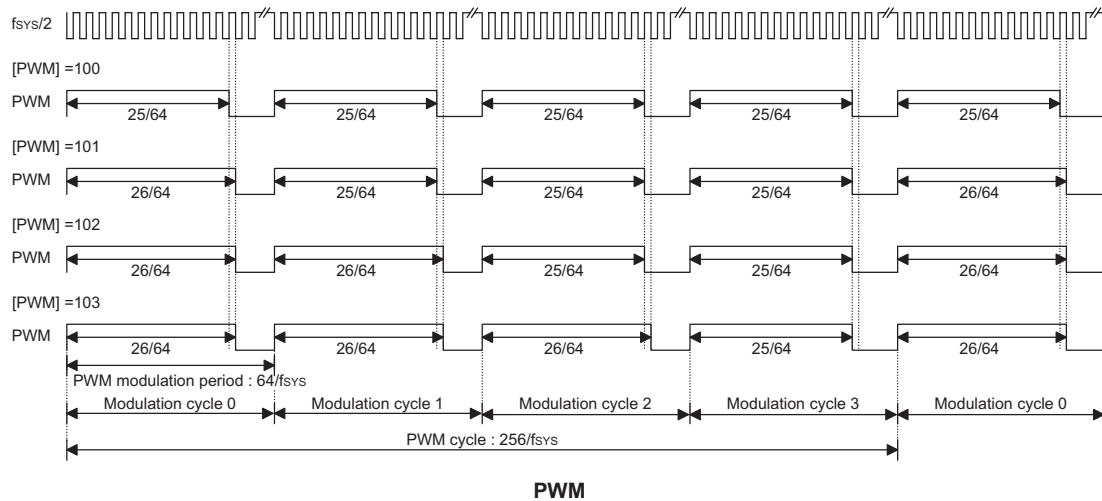 fSYS/2
[PWM] =100
PWM
25/64 25/64 25/64 25/64 25/64
[PWM] =101
PWM
26/64 25/64 25/64 25/64 26/64
[PWM] =102
PWM
26/64 26/64 25/64 25/64 26/64
[PWM] =103
PWM
26/64 26/64 26/64 25/64 26/64
PWM modulation period : 64/fSYS
Modulation cycle 0 Modulation cycle 1 Modulation cycle 2 Modulation cycle 3 Modulation cycle 0
PWM cycle : 256/fSYS
PWM